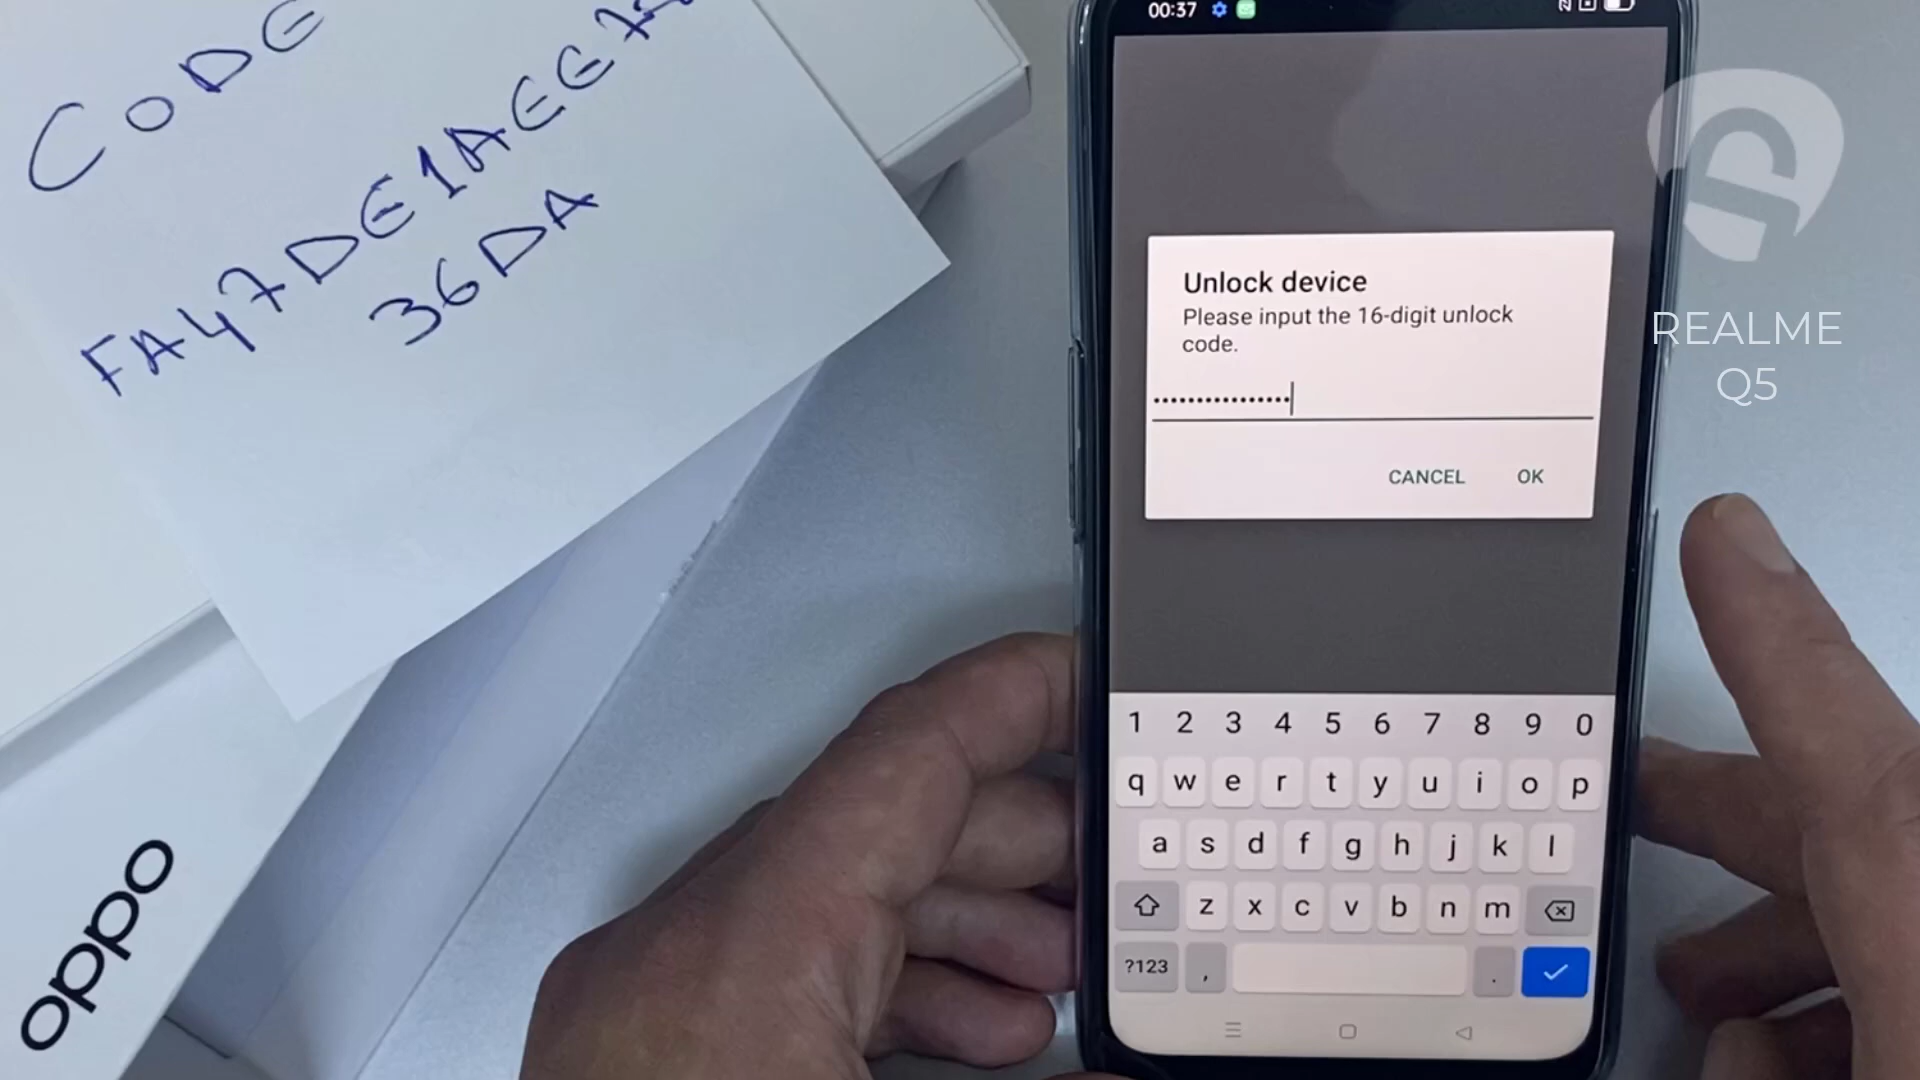 CODE
FA47DE1AEE7
36DA
oppo
00:37
Unlock device
Please input the 16-digit unlock
code.
................
CANCEL OK
1 2 3 4 5 6 7 8 9 0
q w e r t y u i o p
a s d f g h j k l
z x c v b n m
?123 , .
REALME
Q5